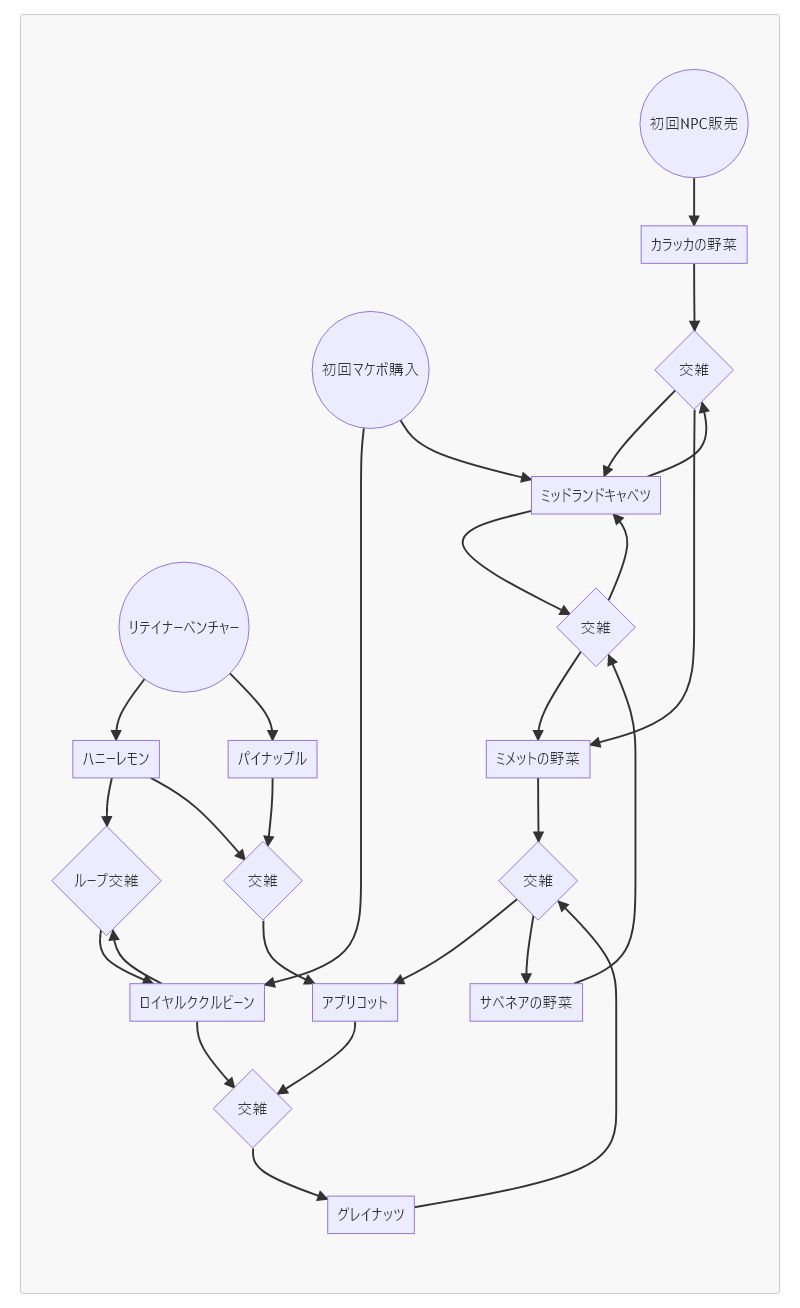 初回NPC販売
カラッカの野菜
初回マケボ購入
交雑
ミッドランドキャベツ
リテイナーベンチャー
交雑
ハニーレモン
パイナップル
ミメットの野菜
ループ交雑
交雑
交雑
ロイヤルククルビーン
アプリコット
サベネアの野菜
交雑
グレイナッツ